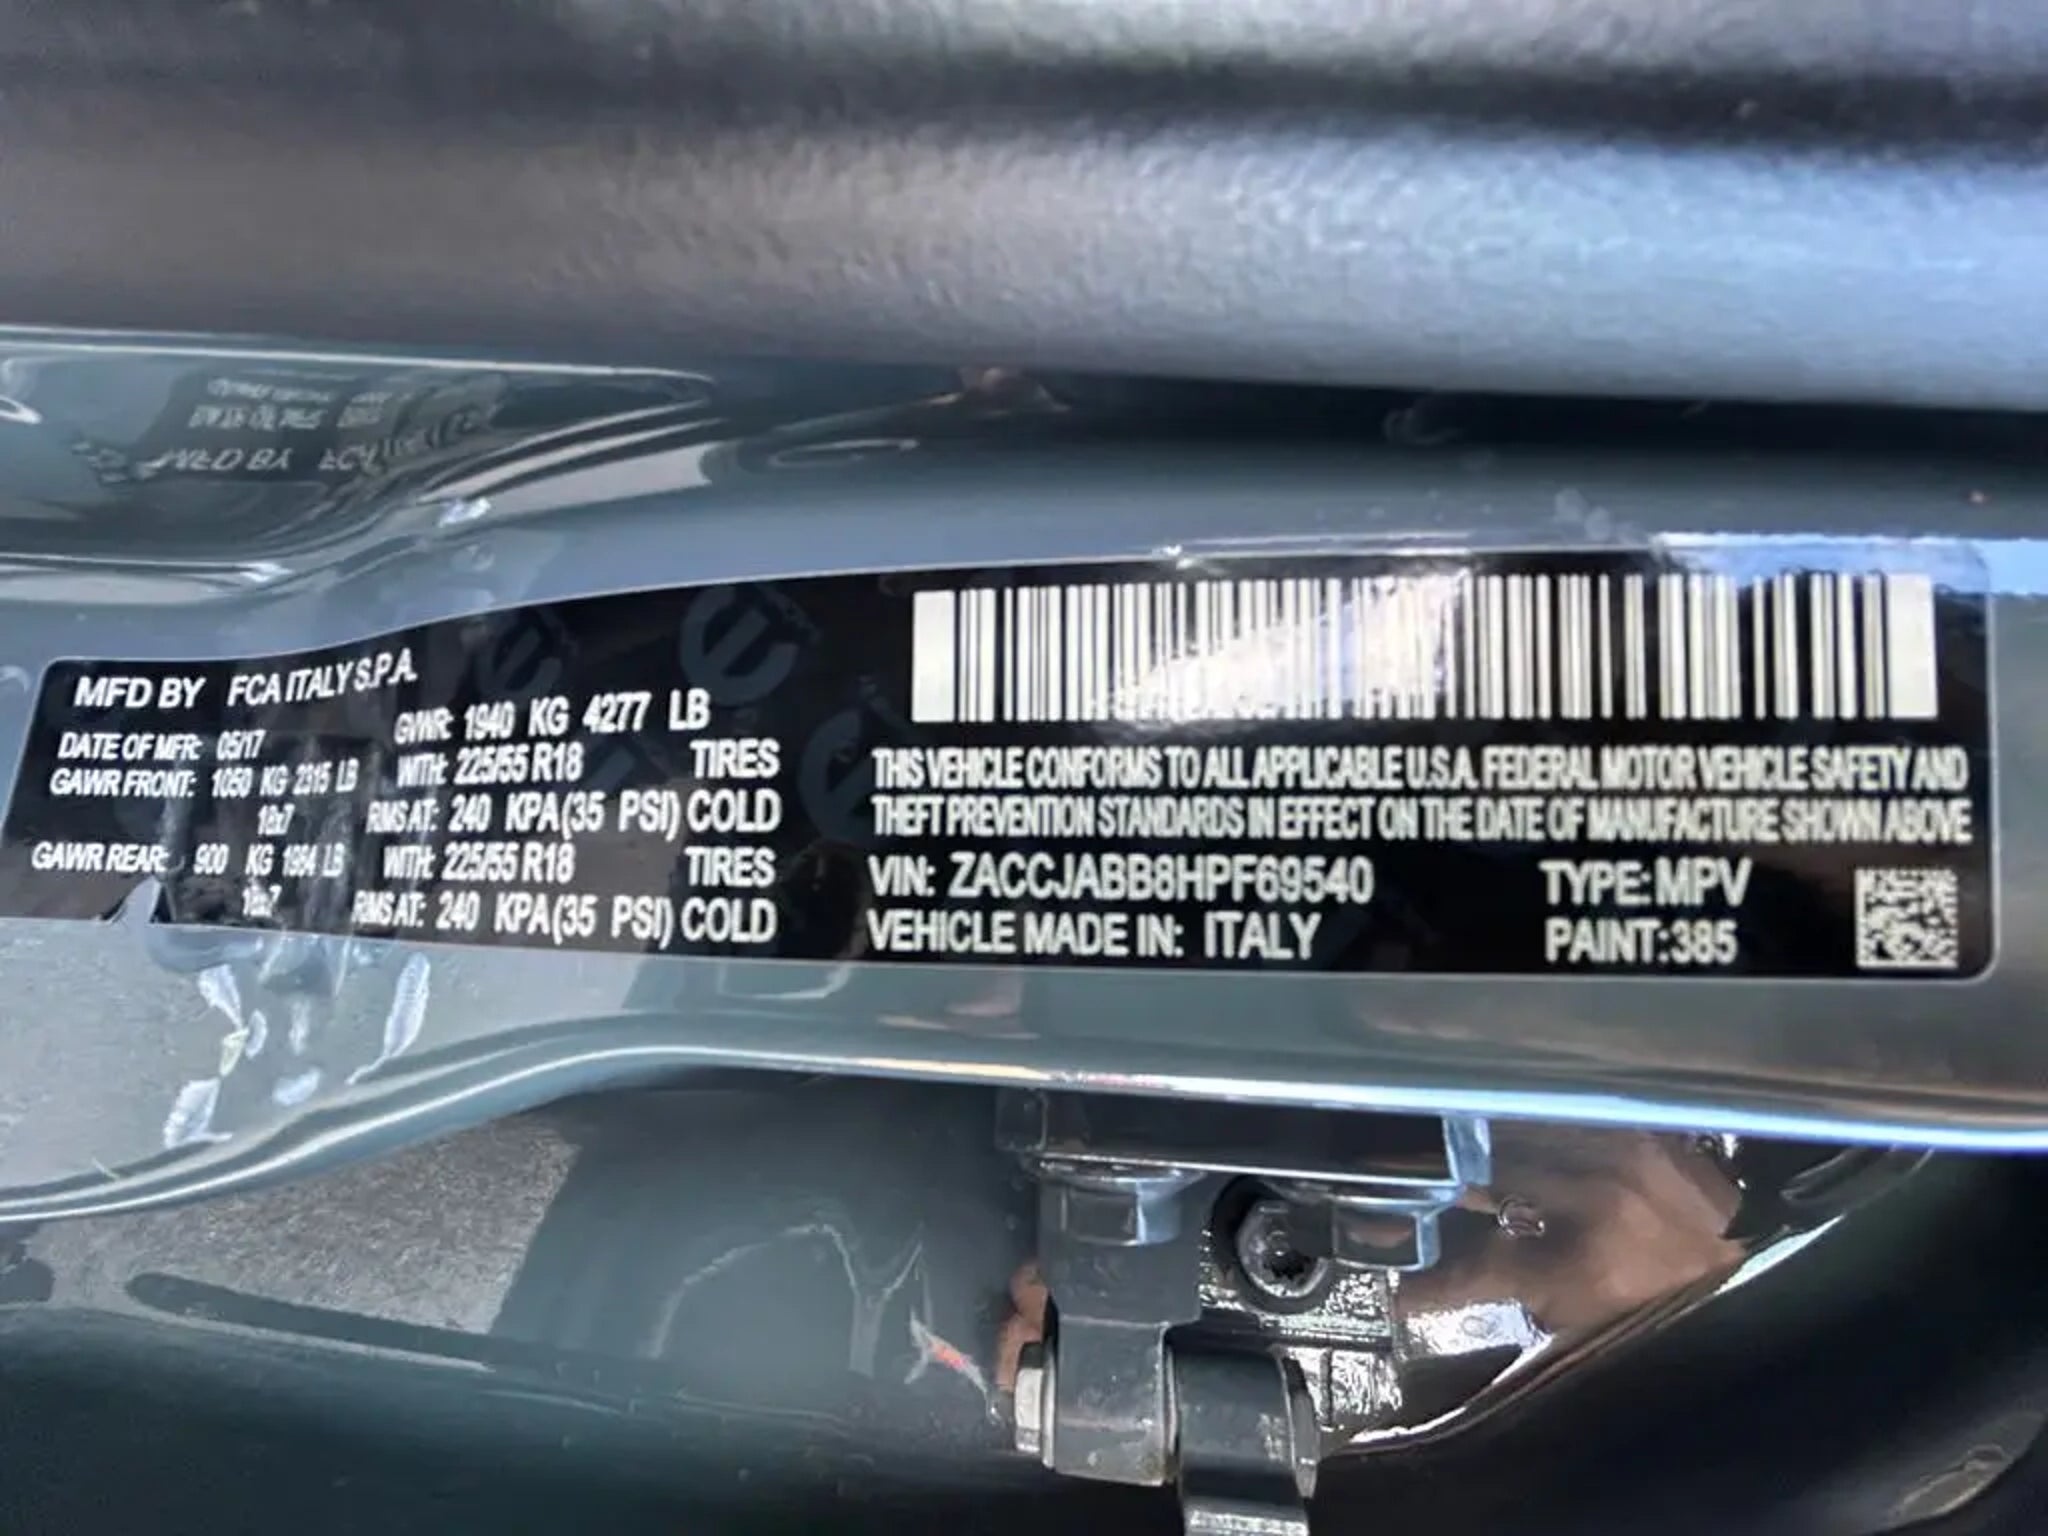 MFD BY FCA ITALY S.P.A.
DATE OF MFR: 05/17 GVWR: 1940 KG 4277 LB
GAWR FRONT: 1050 KG 2315 LB WITH: 225/55 R18 TIRES
18x7 RIMS AT: 240 KPA (35 PSI) COLD
GAWR REAR: 900 KG 1984 LB WITH: 225/55 R18 TIRES
18x7 RIMS AT: 240 KPA (35 PSI) COLD
THIS VEHICLE CONFORMS TO ALL APPLICABLE U.S.A. FEDERAL MOTOR VEHICLE SAFETY AND
THEFT PREVENTION STANDARDS IN EFFECT ON THE DATE OF MANUFACTURE SHOWN ABOVE
VIN: ZACCJABB8HPF69540 TYPE: MPV
VEHICLE MADE IN: ITALY PAINT: 385